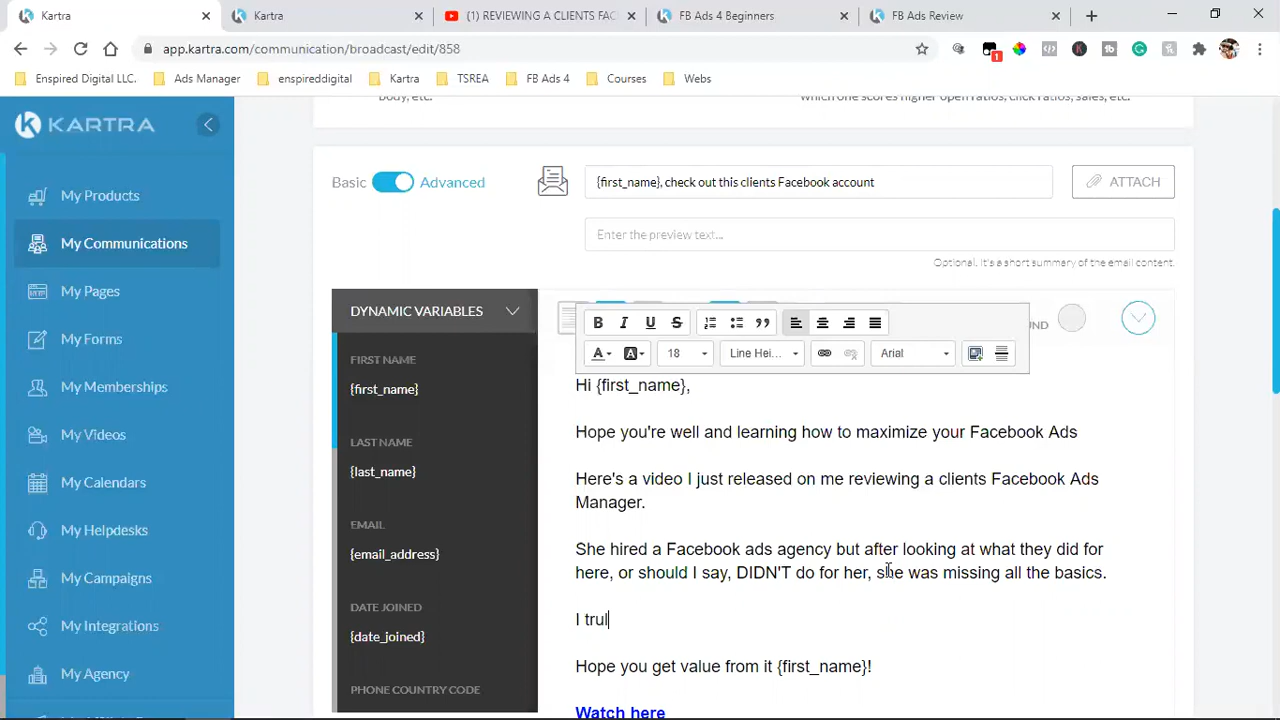 Kartra
Kartra
(1) REVIEWING A CLIENTS FAC
FB Ads 4 Beginners
FB Ads Review
app.kartra.com/communication/broadcast/edit/858
1
Enspired Digital LLC.
Ads Manager
enspireddigital
Kartra
TSREA
FB Ads 4
Courses
Webs
body, etc.
which one scores higher open ratios, click ratios, sales, etc.
KARTRA
My Products
My Communications
My Pages
My Forms
My Memberships
My Videos
My Calendars
My Helpdesks
My Campaigns
My Integrations
My Agency
Basic
Advanced
{first_name}, check out this clients Facebook account
ATTACH
Enter the preview text...
Optional. It's a short summary of the email content.
DYNAMIC VARIABLES
FIRST NAME
{first_name}
LAST NAME
{last_name}
EMAIL
{email_address}
DATE JOINED
{date_joined}
PHONE COUNTRY CODE
B I U S
A A 18 Line Hei... Arial
UND
Hi {first_name},
Hope you're well and learning how to maximize your Facebook Ads
Here's a video I just released on me reviewing a clients Facebook Ads
Manager.
She hired a Facebook ads agency but after looking at what they did for
here, or should I say, DIDN'T do for her, she was missing all the basics.
I trul
Hope you get value from it {first_name}!
Watch here